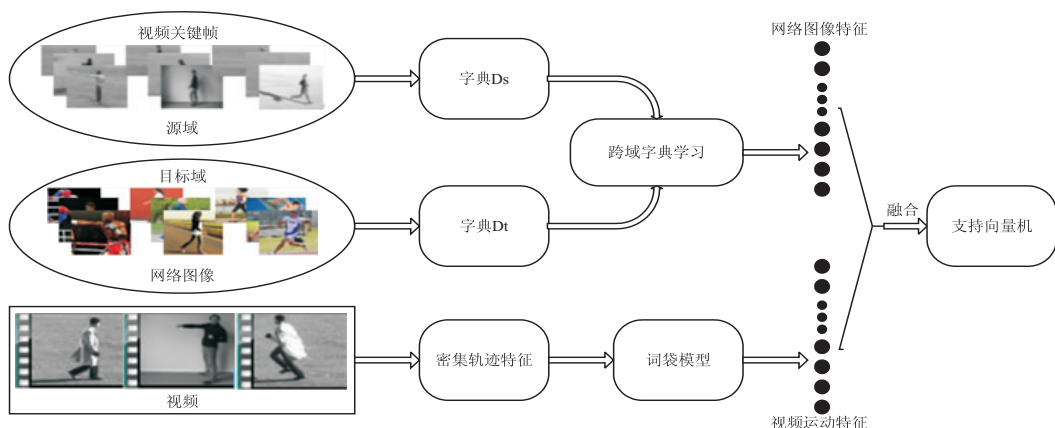 视频关键帧
源域
字典Ds
目标域
网络图像
字典Dt
跨域字典学习
网络图像特征
视频
密集轨迹特征
词袋模型
视频运动特征
融合
支持向量机